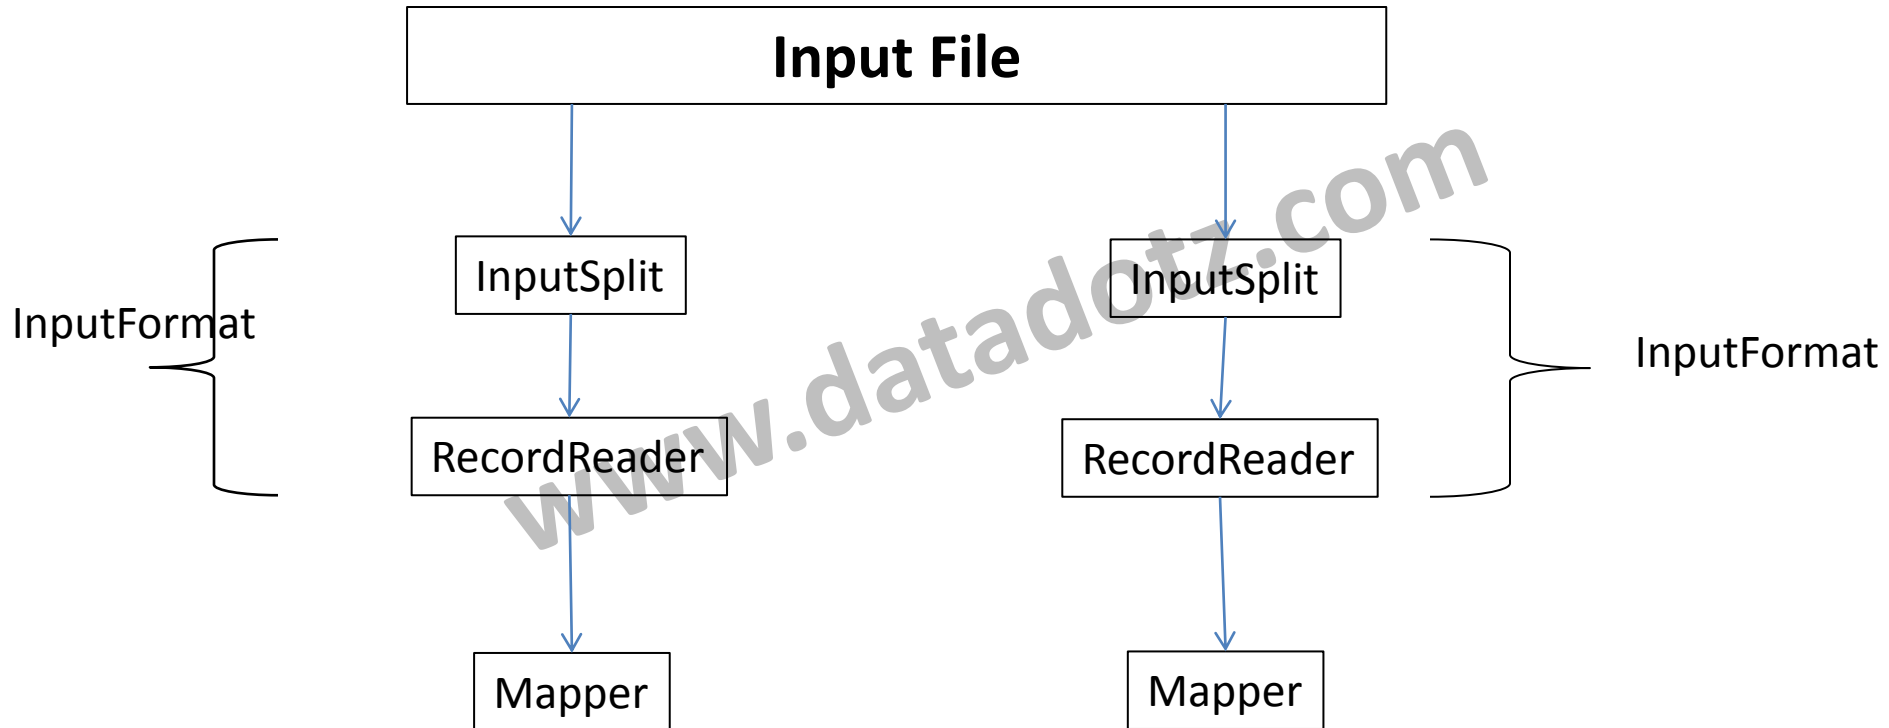 Input File
InputSplit
InputSplit
InputFormat
InputFormat
RecordReader
RecordReader
www.datadotz.com
Mapper
Mapper